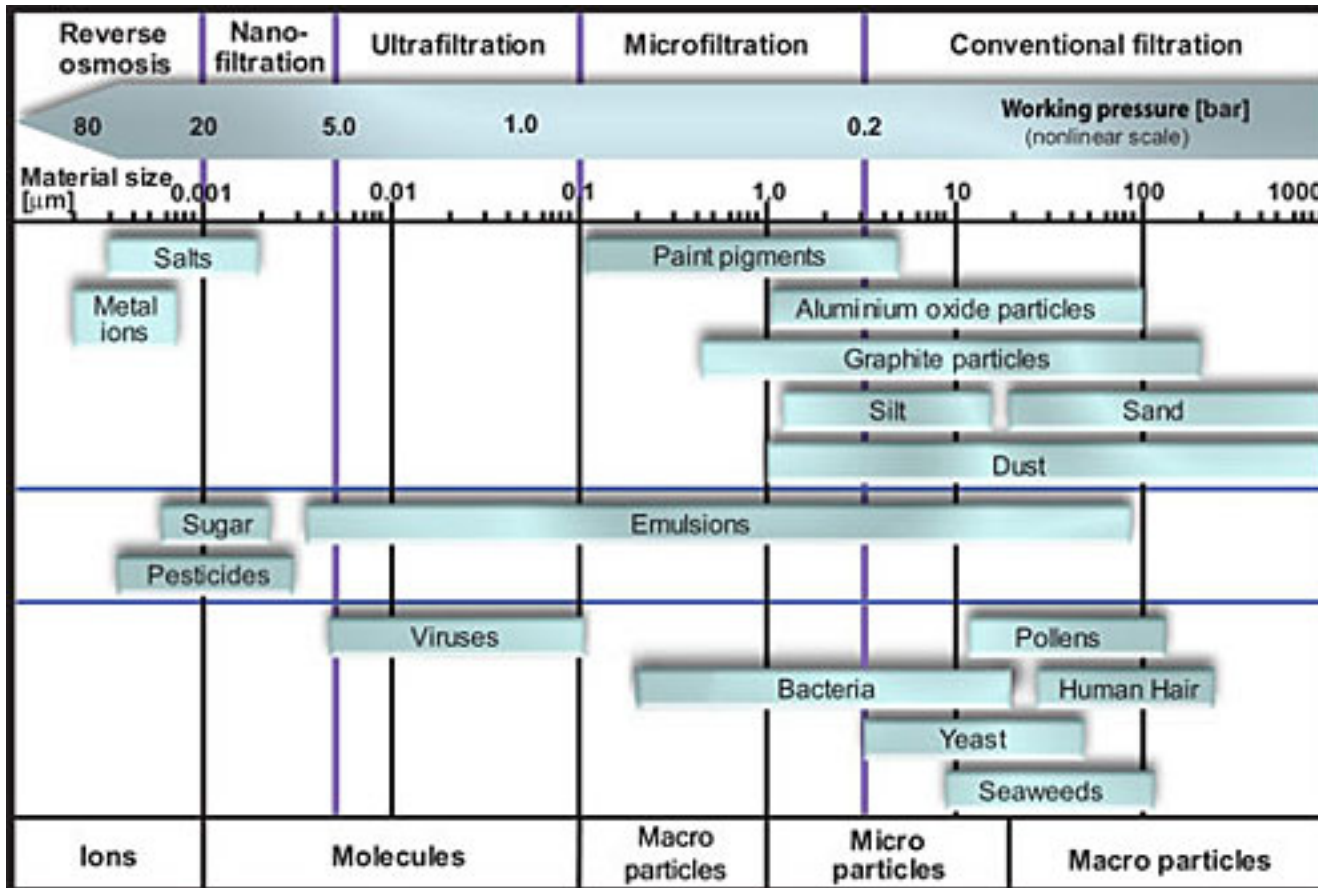 Reverse
osmosis
Nano-
filtration
Ultrafiltration
Microfiltration
Conventional filtration
80
20
5.0
1.0
0.2
Working pressure [bar]
(nonlinear scale)
Material size
[μm]
0.001
0.01
0.1
1.0
10
100
1000
Salts
Paint pigments
Metal
ions
Aluminium oxide particles
Graphite particles
Silt
Sand
Dust
Sugar
Emulsions
Pesticides
Viruses
Pollens
Bacteria
Human Hair
Yeast
Seaweeds
Ions
Molecules
Macro
particles
Micro
particles
Macro particles